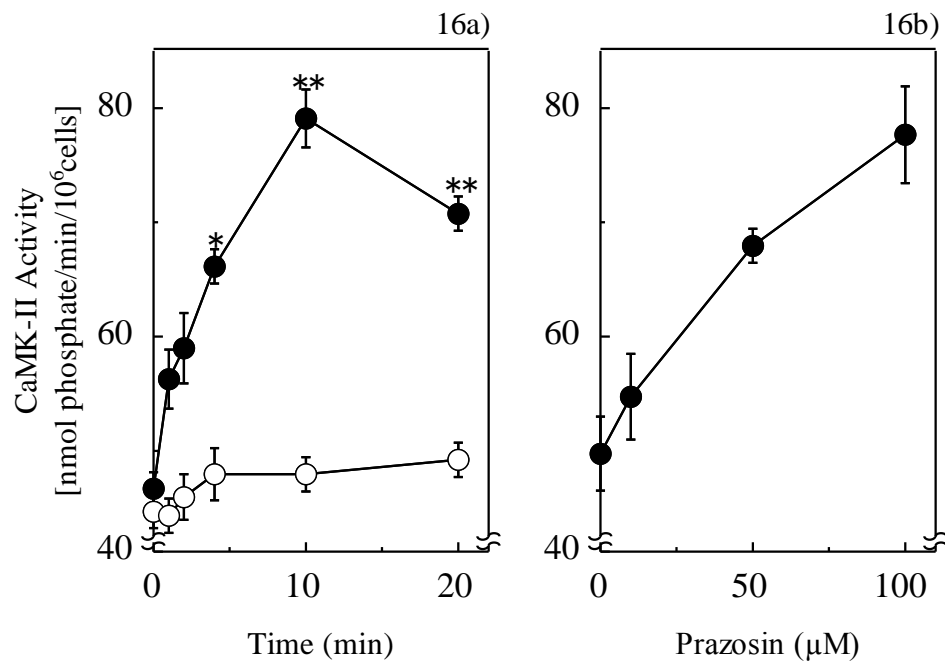 16a)
16b)
CaMK-II Activity
[nmol phosphate/min/10⁶cells]
80
60
40
*
**
**
0
10
20
Time (min)
80
60
40
0
50
100
Prazosin (µM)